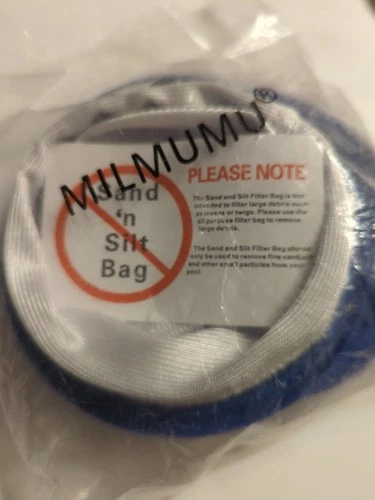 MILMUMU®
Sand
'n
Silt
Bag
PLEASE NOTE
The Sand and Silt Filter Bag is not
intended to filter large debris such
as leaves or twigs. Please use the
all purpose filter bag to remove
large debris.
The Sand and Silt Filter Bag
only be used to remove fine sand,
and other small particles from your
pool.